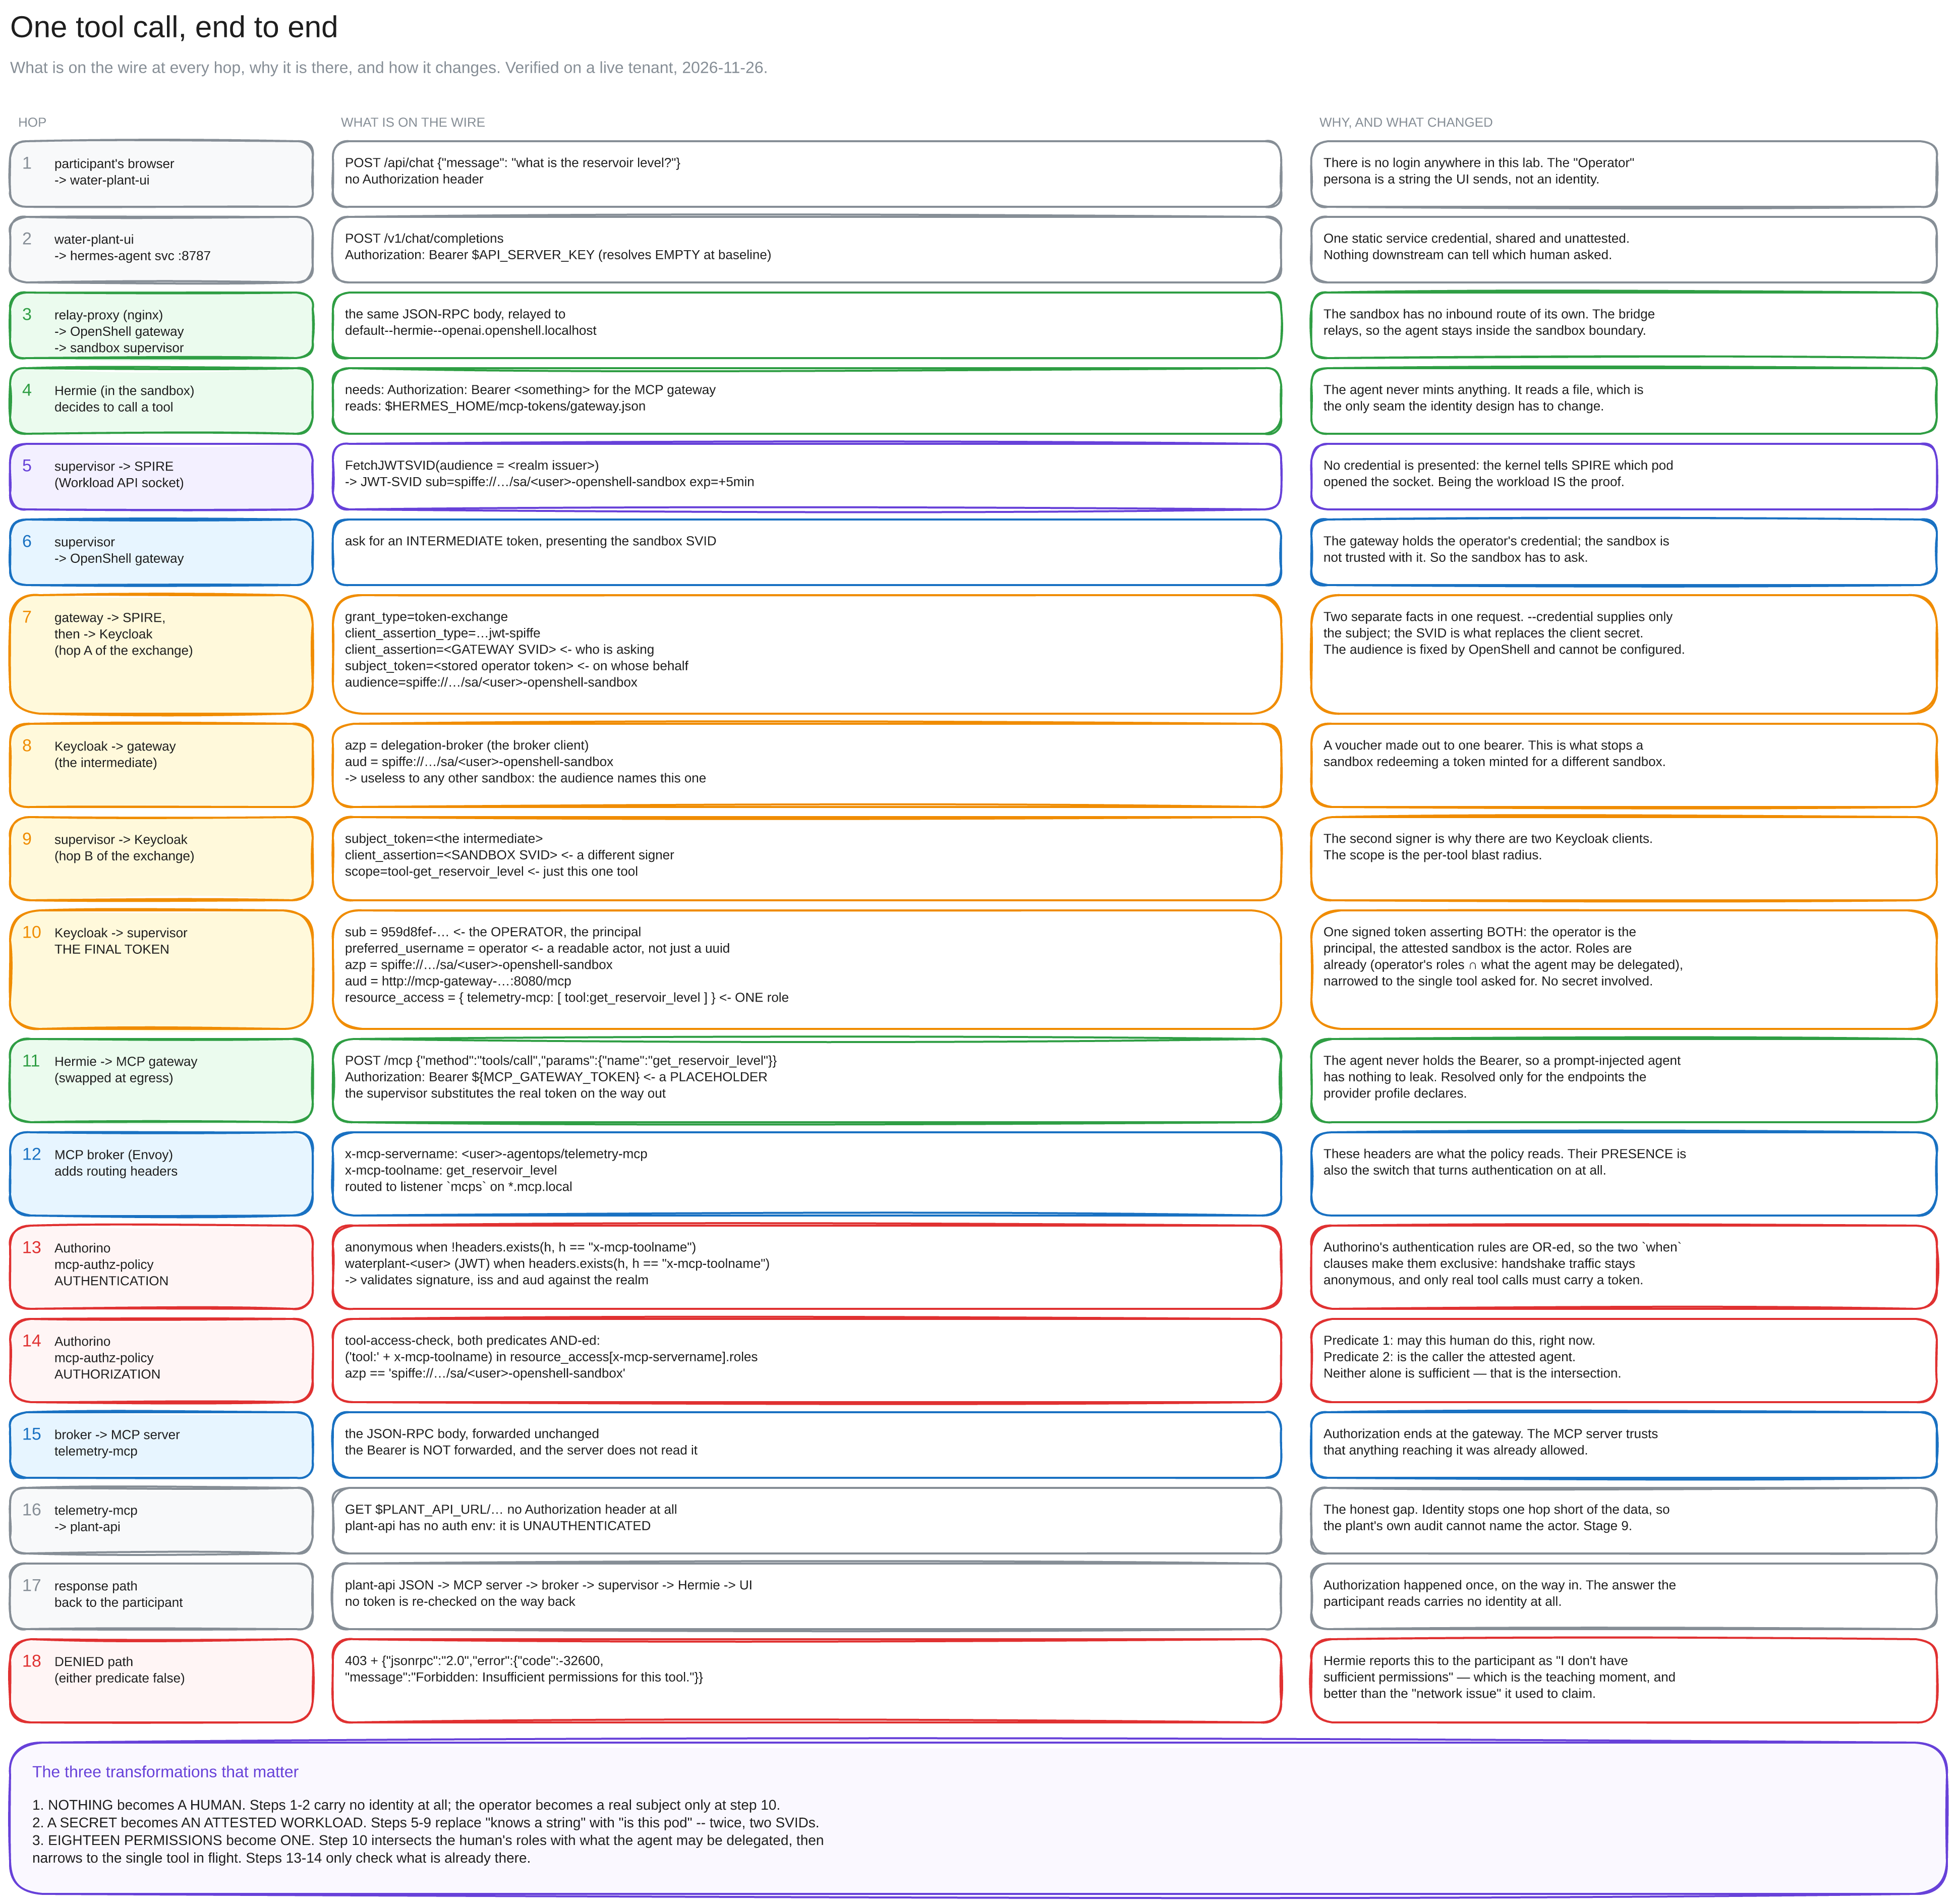 One tool call, end to end
What is on the wire at every hop, why it is there, and how it changes. Verified on a live tenant, 2026-11-26.
HOP
WHAT IS ON THE WIRE
WHY, AND WHAT CHANGED
1
participant's browser
-> water-plant-ui
POST /api/chat {"message": "what is the reservoir level?"}
no Authorization header
There is no login anywhere in this lab. The "Operator"
persona is a string the UI sends, not an identity.
2
water-plant-ui
-> hermes-agent svc :8787
POST /v1/chat/completions
Authorization: Bearer $API_SERVER_KEY (resolves EMPTY at baseline)
One static service credential, shared and unattested.
Nothing downstream can tell which human asked.
3
relay-proxy (nginx)
-> OpenShell gateway
-> sandbox supervisor
the same JSON-RPC body, relayed to
default--hermie--openai.openshell.localhost
The sandbox has no inbound route of its own. The bridge
relays, so the agent stays inside the sandbox boundary.
4
Hermie (in the sandbox)
decides to call a tool
needs: Authorization: Bearer <something> for the MCP gateway
reads: $HERMES_HOME/mcp-tokens/gateway.json
The agent never mints anything. It reads a file, which is
the only seam the identity design has to change.
5
supervisor -> SPIRE
(Workload API socket)
FetchJWTSVID(audience = <realm issuer>)
-> JWT-SVID sub=spiffe://…/sa/<user>-openshell-sandbox exp=+5min
No credential is presented: the kernel tells SPIRE which pod
opened the socket. Being the workload IS the proof.
6
supervisor
-> OpenShell gateway
ask for an INTERMEDIATE token, presenting the sandbox SVID
The gateway holds the operator's credential; the sandbox is
not trusted with it. So the sandbox has to ask.
7
gateway -> SPIRE,
then -> Keycloak
(hop A of the exchange)
grant_type=token-exchange
client_assertion_type=…jwt-spiffe
client_assertion=<GATEWAY SVID> <- who is asking
subject_token=<stored operator token> <- on whose behalf
audience=spiffe://…/sa/<user>-openshell-sandbox
Two separate facts in one request. --credential supplies only
the subject; the SVID is what replaces the client secret.
The audience is fixed by OpenShell and cannot be configured.
8
Keycloak -> gateway
(the intermediate)
azp = delegation-broker (the broker client)
aud = spiffe://…/sa/<user>-openshell-sandbox
-> useless to any other sandbox: the audience names this one
A voucher made out to one bearer. This is what stops a
sandbox redeeming a token minted for a different sandbox.
9
supervisor -> Keycloak
(hop B of the exchange)
subject_token=<the intermediate>
client_assertion=<SANDBOX SVID> <- a different signer
scope=tool-get_reservoir_level <- just this one tool
The second signer is why there are two Keycloak clients.
The scope is the per-tool blast radius.
10
Keycloak -> supervisor
THE FINAL TOKEN
sub = 959d8fef-… <- the OPERATOR, the principal
preferred_username = operator <- a readable actor, not just a uuid
azp = spiffe://…/sa/<user>-openshell-sandbox
aud = http://mcp-gateway-…:8080/mcp
resource_access = { telemetry-mcp: [ tool:get_reservoir_level ] } <- ONE role
One signed token asserting BOTH: the operator is the
principal, the attested sandbox is the actor. Roles are
already (operator's roles ∩ what the agent may be delegated),
narrowed to the single tool asked for. No secret involved.
11
Hermie -> MCP gateway
(swapped at egress)
POST /mcp {"method":"tools/call","params":{"name":"get_reservoir_level"}}
Authorization: Bearer ${MCP_GATEWAY_TOKEN} <- a PLACEHOLDER
the supervisor substitutes the real token on the way out
The agent never holds the Bearer, so a prompt-injected agent
has nothing to leak. Resolved only for the endpoints the
provider profile declares.
12
MCP broker (Envoy)
adds routing headers
x-mcp-servername: <user>-agentops/telemetry-mcp
x-mcp-toolname: get_reservoir_level
routed to listener `mcps` on *.mcp.local
These headers are what the policy reads. Their PRESENCE is
also the switch that turns authentication on at all.
13
Authorino
mcp-authz-policy
AUTHENTICATION
anonymous when !headers.exists(h, h == "x-mcp-toolname")
waterplant-<user> (JWT) when headers.exists(h, h == "x-mcp-toolname")
-> validates signature, iss and aud against the realm
Authorino's authentication rules are OR-ed, so the two `when`
clauses make them exclusive: handshake traffic stays
anonymous, and only real tool calls must carry a token.
14
Authorino
mcp-authz-policy
AUTHORIZATION
tool-access-check, both predicates AND-ed:
('tool:' + x-mcp-toolname) in resource_access[x-mcp-servername].roles
azp == 'spiffe://…/sa/<user>-openshell-sandbox'
Predicate 1: may this human do this, right now.
Predicate 2: is the caller the attested agent.
Neither alone is sufficient — that is the intersection.
15
broker -> MCP server
telemetry-mcp
the JSON-RPC body, forwarded unchanged
the Bearer is NOT forwarded, and the server does not read it
Authorization ends at the gateway. The MCP server trusts
that anything reaching it was already allowed.
16
telemetry-mcp
-> plant-api
GET $PLANT_API_URL/… no Authorization header at all
plant-api has no auth env: it is UNAUTHENTICATED
The honest gap. Identity stops one hop short of the data, so
the plant's own audit cannot name the actor. Stage 9.
17
response path
back to the participant
plant-api JSON -> MCP server -> broker -> supervisor -> Hermie -> UI
no token is re-checked on the way back
Authorization happened once, on the way in. The answer the
participant reads carries no identity at all.
18
DENIED path
(either predicate false)
403 + {"jsonrpc":"2.0","error":{"code":-32600,
"message":"Forbidden: Insufficient permissions for this tool."}}
Hermie reports this to the participant as "I don't have
sufficient permissions" — which is the teaching moment, and
better than the "network issue" it used to claim.
The three transformations that matter
1. NOTHING becomes A HUMAN. Steps 1-2 carry no identity at all; the operator becomes a real subject only at step 10.
2. A SECRET becomes AN ATTESTED WORKLOAD. Steps 5-9 replace "knows a string" with "is this pod" -- twice, two SVIDs.
3. EIGHTEEN PERMISSIONS become ONE. Step 10 intersects the human's roles with what the agent may be delegated, then
narrows to the single tool in flight. Steps 13-14 only check what is already there.